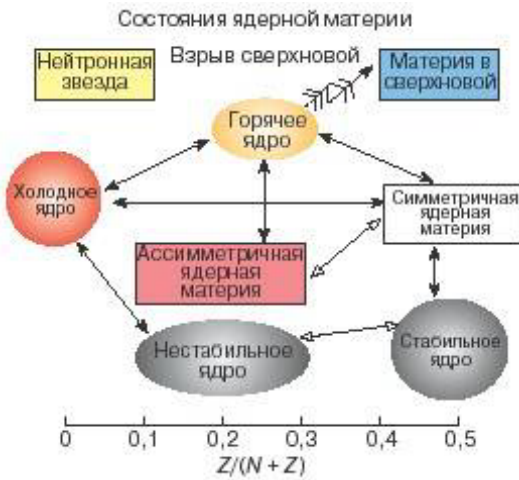 Состояния ядерной материи
Нейтронная
звезда
Взрыв сверхновой
Материя в
сверхновой
Горячее
ядро
Холодное
ядро
Симметричная
ядерная
материя
Ассимметричная
ядерная
материя
Нестабильное
ядро
Стабильное
ядро
0 0,1 0,2 0,3 0,4 0,5
Z/(N + Z)